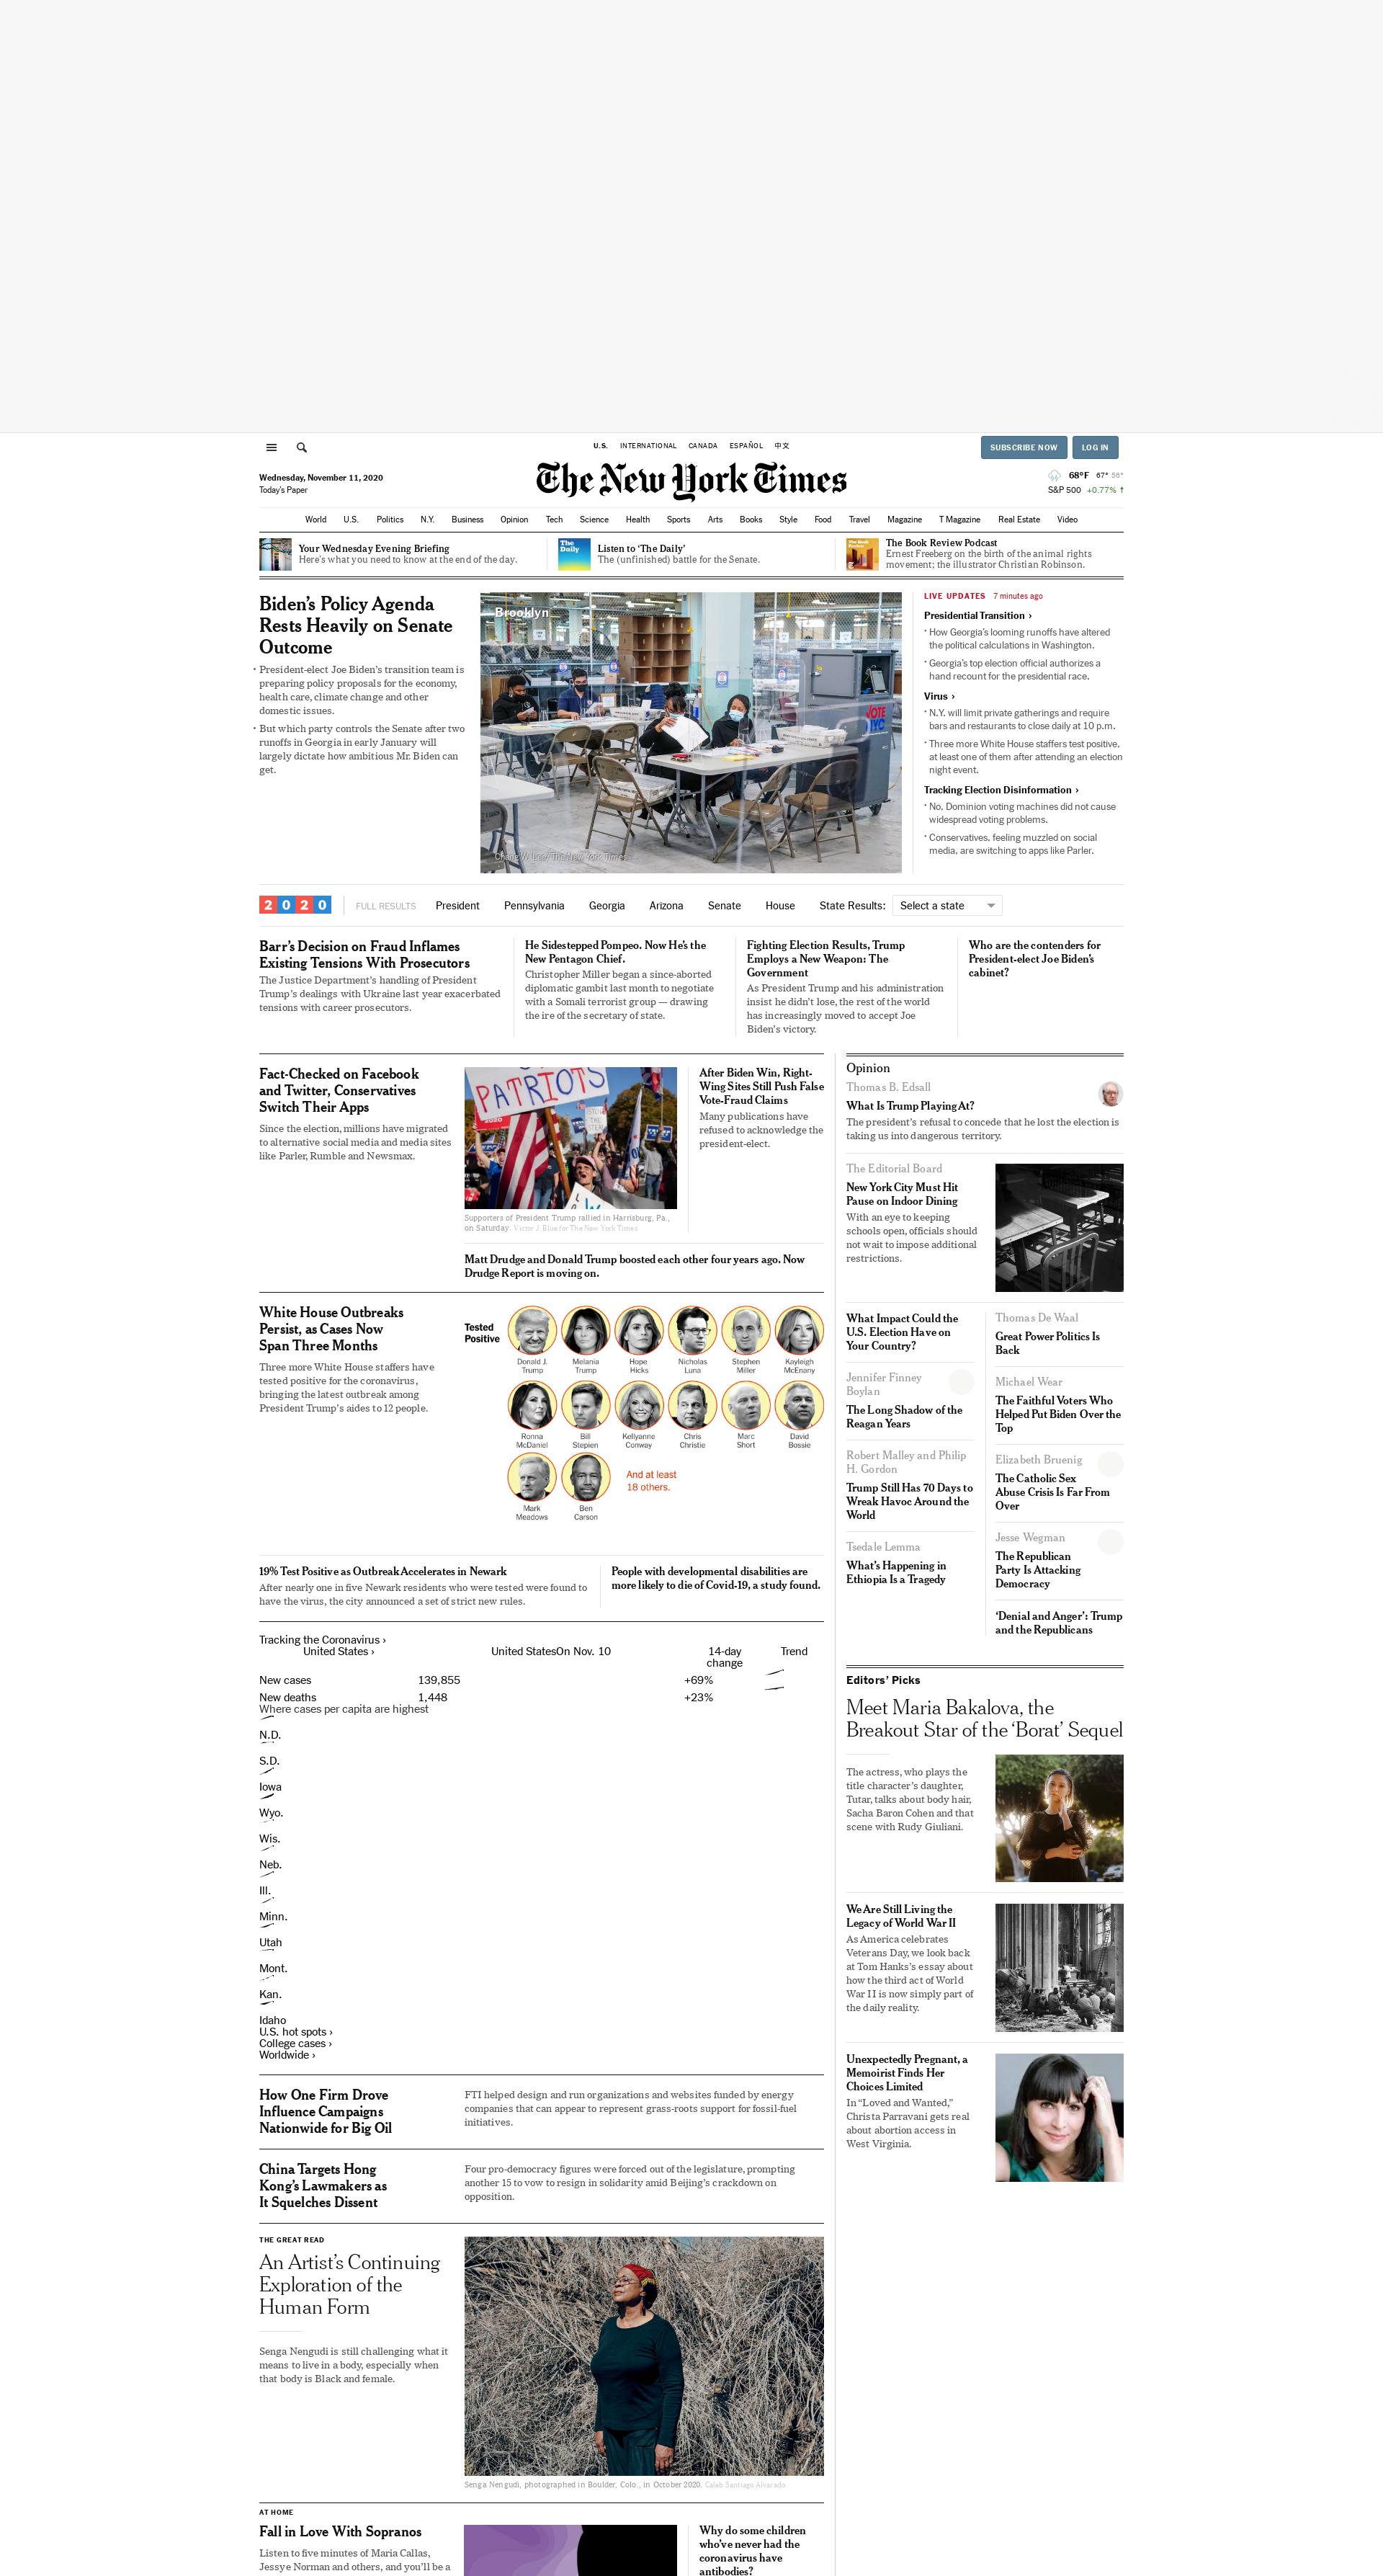 U.S. INTERNATIONAL CANADA ESPAÑOL 中文
SUBSCRIBE NOW LOG IN
Wednesday, November 11, 2020
Today's Paper
The New York Times
68°F 67° 56°
S&P 500 +0.77% ↑
World U.S. Politics N.Y. Business Opinion Tech Science Health Sports Arts Books Style Food Travel Magazine T Magazine Real Estate Video
Your Wednesday Evening Briefing
Here's what you need to know at the end of the day.
The Daily
Listen to 'The Daily'
The (unfinished) battle for the Senate.
The Book Review Podcast
Ernest Freeberg on the birth of the animal rights
movement; the illustrator Christian Robinson.
Biden's Policy Agenda
Rests Heavily on Senate
Outcome
• President-elect Joe Biden's transition team is
preparing policy proposals for the economy,
health care, climate change and other
domestic issues.
• But which party controls the Senate after two
runoffs in Georgia in early January will
largely dictate how ambitious Mr. Biden can
get.
Brooklyn
VOTE
NYC
Chang W. Lee/The New York Times
LIVE UPDATES 7 minutes ago
Presidential Transition ›
• How Georgia's looming runoffs have altered
the political calculations in Washington.
• Georgia's top election official authorizes a
hand recount for the presidential race.
Virus ›
• N.Y. will limit private gatherings and require
bars and restaurants to close daily at 10 p.m.
• Three more White House staffers test positive,
at least one of them after attending an election
night event.
Tracking Election Disinformation ›
• No, Dominion voting machines did not cause
widespread voting problems.
• Conservatives, feeling muzzled on social
media, are switching to apps like Parler.
2020 FULL RESULTS President Pennsylvania Georgia Arizona Senate House State Results: Select a state
Barr's Decision on Fraud Inflames
Existing Tensions With Prosecutors
The Justice Department's handling of President
Trump's dealings with Ukraine last year exacerbated
tensions with career prosecutors.
He Sidestepped Pompeo. Now He's the
New Pentagon Chief.
Christopher Miller began a since-aborted
diplomatic gambit last month to negotiate
with a Somali terrorist group — drawing
the ire of the secretary of state.
Fighting Election Results, Trump
Employs a New Weapon: The
Government
As President Trump and his administration
insist he didn't lose, the rest of the world
has increasingly moved to accept Joe
Biden's victory.
Who are the contenders for
President-elect Joe Biden's
cabinet?
Fact-Checked on Facebook
and Twitter, Conservatives
Switch Their Apps
Since the election, millions have migrated
to alternative social media and media sites
like Parler, Rumble and Newsmax.
PATRIOTS
Supporters of President Trump rallied in Harrisburg, Pa.,
on Saturday. Victor J. Blue for The New York Times
After Biden Win, Right-
Wing Sites Still Push False
Vote-Fraud Claims
Many publications have
refused to acknowledge the
president-elect.
Matt Drudge and Donald Trump boosted each other four years ago. Now
Drudge Report is moving on.
White House Outbreaks
Persist, as Cases Now
Span Three Months
Three more White House staffers have
tested positive for the coronavirus,
bringing the latest outbreak among
President Trump's aides to 12 people.
Tested
Positive
Donald J.
Trump
Melania
Trump
Hope
Hicks
Nicholas
Luna
Stephen
Miller
Kayleigh
McEnany
Ronna
McDaniel
Bill
Stepien
Kellyanne
Conway
Chris
Christie
Marc
Short
David
Bossie
Mark
Meadows
Ben
Carson
And at least
18 others.
19% Test Positive as Outbreak Accelerates in Newark
After nearly one in five Newark residents who were tested were found to
have the virus, the city announced a set of strict new rules.
People with developmental disabilities are
more likely to die of Covid-19, a study found.
Tracking the Coronavirus ›
United States › United StatesOn Nov. 10 14-day
change Trend
New cases 139,855 +69%
New deaths 1,448 +23%
Where cases per capita are highest
N.D.
S.D.
Iowa
Wyo.
Wis.
Neb.
Ill.
Minn.
Utah
Mont.
Kan.
Idaho
U.S. hot spots ›
College cases ›
Worldwide ›
How One Firm Drove
Influence Campaigns
Nationwide for Big Oil
FTI helped design and run organizations and websites funded by energy
companies that can appear to represent grass-roots support for fossil-fuel
initiatives.
China Targets Hong
Kong's Lawmakers as
It Squelches Dissent
Four pro-democracy figures were forced out of the legislature, prompting
another 15 to vow to resign in solidarity amid Beijing's crackdown on
opposition.
THE GREAT READ
An Artist's Continuing
Exploration of the
Human Form
Senga Nengudi is still challenging what it
means to live in a body, especially when
that body is Black and female.
Senga Nengudi, photographed in Boulder, Colo., in October 2020. Caleb Santiago Alvarado
AT HOME
Fall in Love With Sopranos
Listen to five minutes of Maria Callas,
Jessye Norman and others, and you'll be a
Why do some children
who've never had the
coronavirus have
antibodies?
Opinion
Thomas B. Edsall
What Is Trump Playing At?
The president's refusal to concede that he lost the election is
taking us into dangerous territory.
The Editorial Board
New York City Must Hit
Pause on Indoor Dining
With an eye to keeping
schools open, officials should
not wait to impose additional
restrictions.
What Impact Could the
U.S. Election Have on
Your Country?
Jennifer Finney
Boylan
The Long Shadow of the
Reagan Years
Robert Malley and Philip
H. Gordon
Trump Still Has 70 Days to
Wreak Havoc Around the
World
Tsedale Lemma
What's Happening in
Ethiopia Is a Tragedy
Thomas De Waal
Great Power Politics Is
Back
Michael Wear
The Faithful Voters Who
Helped Put Biden Over the
Top
Elizabeth Bruenig
The Catholic Sex
Abuse Crisis Is Far From
Over
Jesse Wegman
The Republican
Party Is Attacking
Democracy
'Denial and Anger': Trump
and the Republicans
Editors' Picks
Meet Maria Bakalova, the
Breakout Star of the 'Borat' Sequel
The actress, who plays the
title character's daughter,
Tutar, talks about body hair,
Sacha Baron Cohen and that
scene with Rudy Giuliani.
We Are Still Living the
Legacy of World War II
As America celebrates
Veterans Day, we look back
at Tom Hanks's essay about
how the third act of World
War II is now simply part of
the daily reality.
Unexpectedly Pregnant, a
Memoirist Finds Her
Choices Limited
In "Loved and Wanted,"
Christa Parravani gets real
about abortion access in
West Virginia.